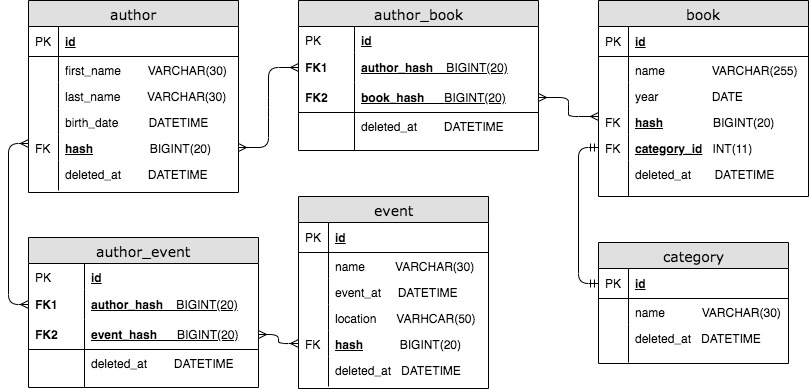 author
PK id
first_name VARCHAR(30)
last_name VARCHAR(30)
birth_date DATETIME
FK hash BIGINT(20)
deleted_at DATETIME
author_book
PK id
FK1 author_hash BIGINT(20)
FK2 book_hash BIGINT(20)
deleted_at DATETIME
book
PK id
name VARCHAR(255)
year DATE
FK hash BIGINT(20)
FK category_id INT(11)
deleted_at DATETIME
author_event
PK id
FK1 author_hash BIGINT(20)
FK2 event_hash BIGINT(20)
deleted_at DATETIME
event
PK id
name VARCHAR(30)
event_at DATETIME
location VARHCAR(50)
FK hash BIGINT(20)
deleted_at DATETIME
category
PK id
name VARCHAR(30)
deleted_at DATETIME